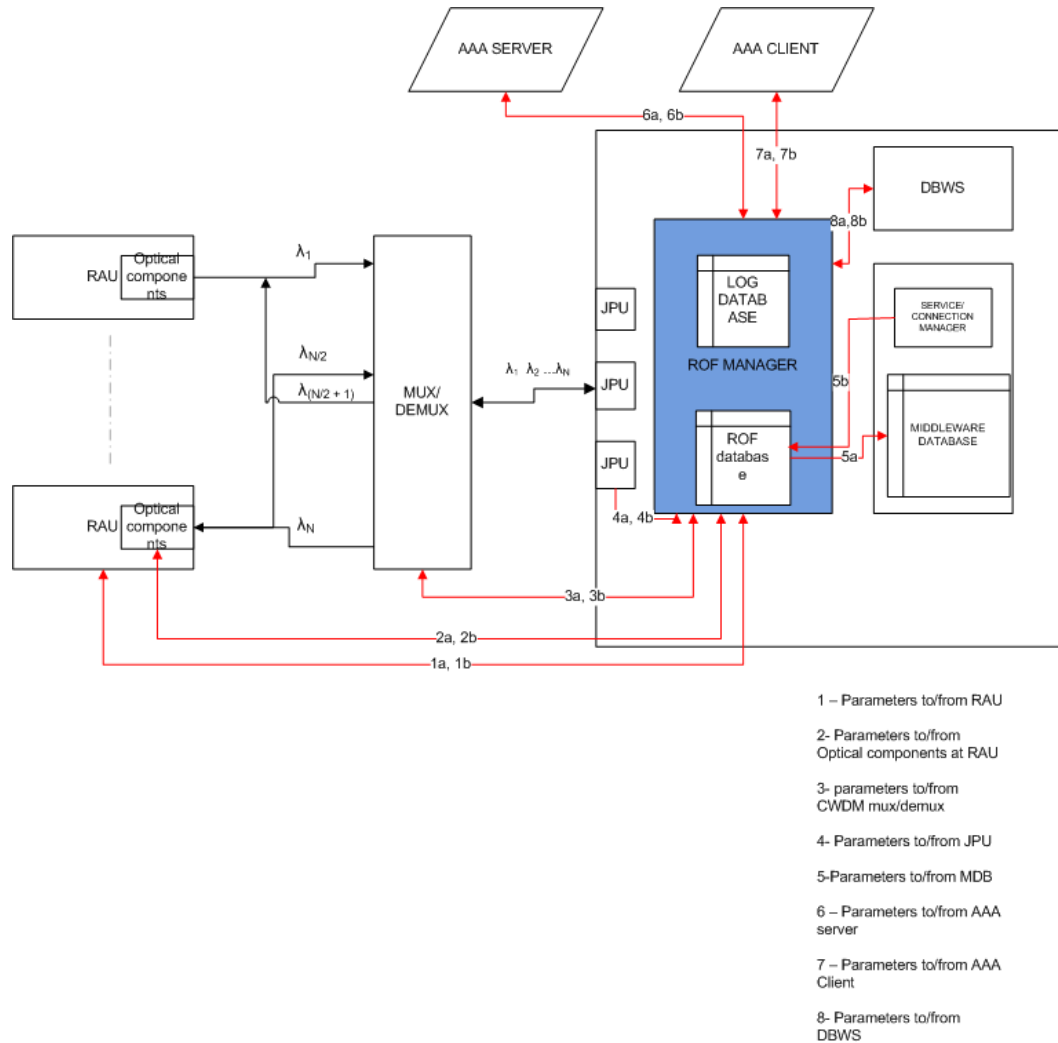 AAA SERVER
AAA CLIENT
6a, 6b
7a, 7b
DBWS
8a,8b
RAU
Optical
compone
nts
λ1
LOG
DATAB
ASE
ROF MANAGER
SERVICE/
CONNECTION
MANAGER
JPU
λN/2
λ(N/2 + 1)
MUX/
DEMUX
λ1 λ2 ...λN
JPU
5b
ROF
databas
e
5a
MIDDLEWARE
DATABASE
JPU
RAU
Optical
compone
nts
λN
4a, 4b
3a, 3b
2a, 2b
1a, 1b
1 – Parameters to/from RAU
2- Parameters to/from
Optical components at RAU
3- parameters to/from
CWDM mux/demux
4- Parameters to/from JPU
5-Parameters to/from MDB
6 – Parameters to/from AAA
server
7 – Parameters to/from AAA
Client
8- Parameters to/from
DBWS